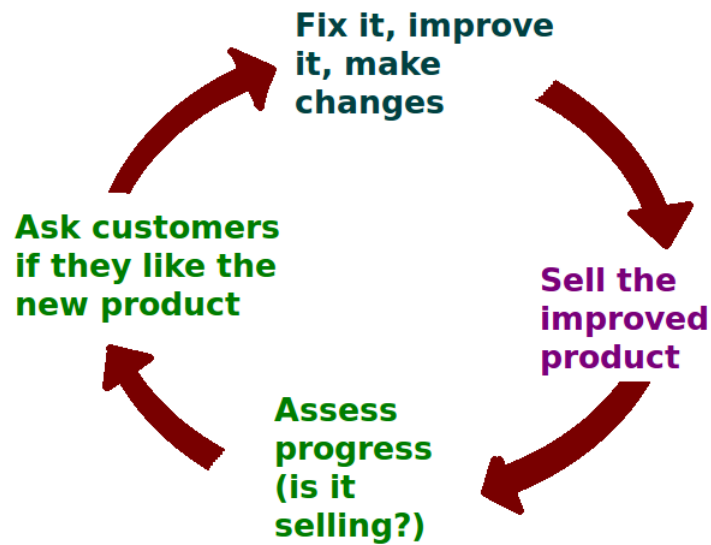 Fix it, improve
it, make
changes
Sell the
improved
product
Assess
progress
(is it
selling?)
Ask customers
if they like the
new product